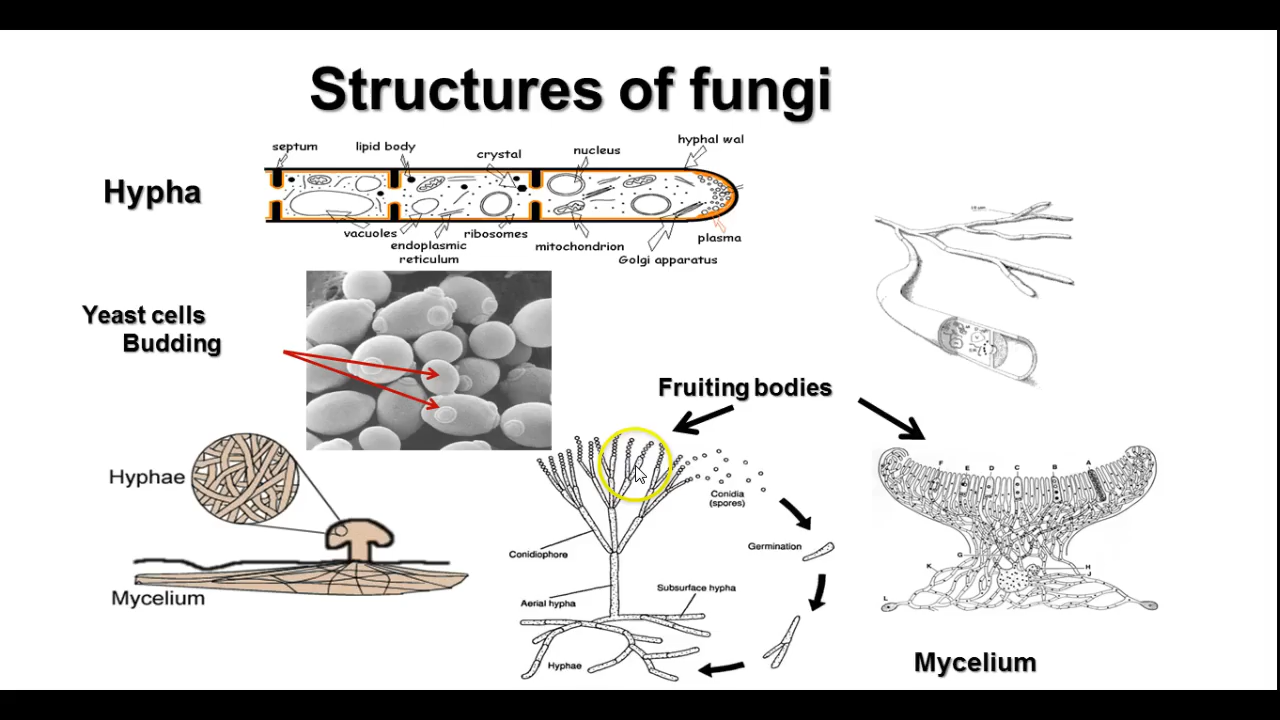 Structures of fungi
septum
lipid body
crystal
nucleus
hyphal wal
Hypha
vacuoles
endoplasmic
reticulum
ribosomes
mitochondrion
Golgi apparatus
plasma
Yeast cells
Budding
Fruiting bodies
Hyphae
Mycelium
Conidia
(spores)
Germination
Conidiophore
Aerial hypha
Subsurface hypha
Hyphae
F
E
D
C
B
A
G
K
H
J
L
Mycelium